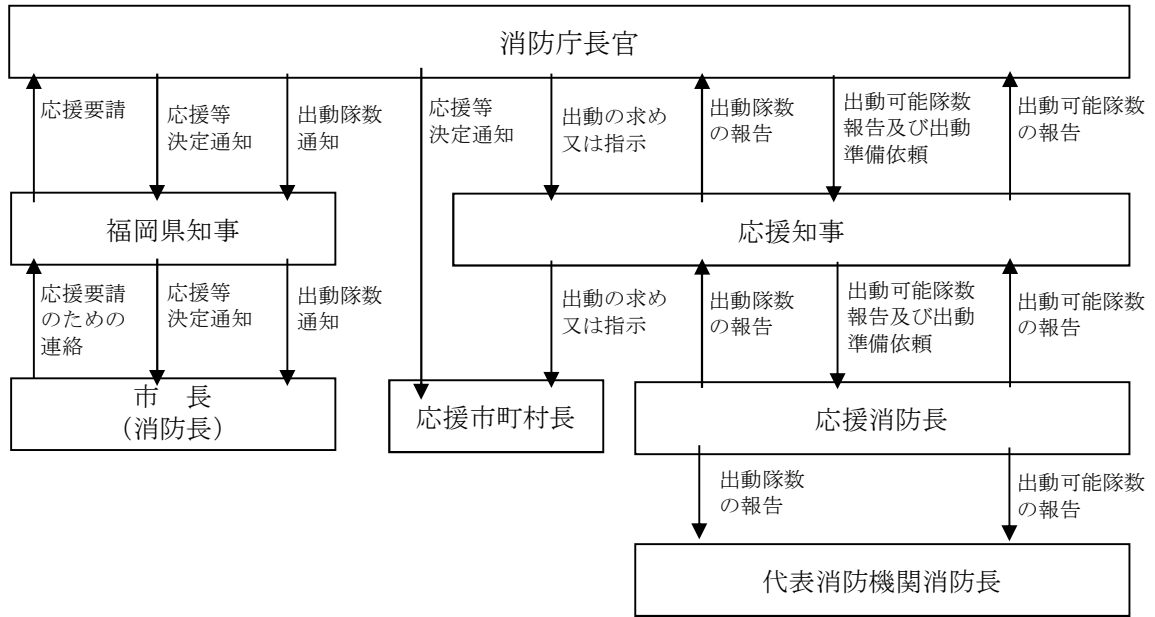 消防庁長官
応援要請
応援等
決定通知
出動隊数
通知
応援等
決定通知
出動の求め
又は指示
出動隊数
の報告
出動可能隊数
報告及び出動
準備依頼
出動可能隊数
の報告
福岡県知事
応援知事
応援要請
のための
連絡
応援等
決定通知
出動隊数
通知
出動の求め
又は指示
出動隊数
の報告
出動可能隊数
報告及び出動
準備依頼
出動可能隊数
の報告
市　長
（消防長）
応援市町村長
応援消防長
出動隊数
の報告
出動可能隊数
の報告
代表消防機関消防長